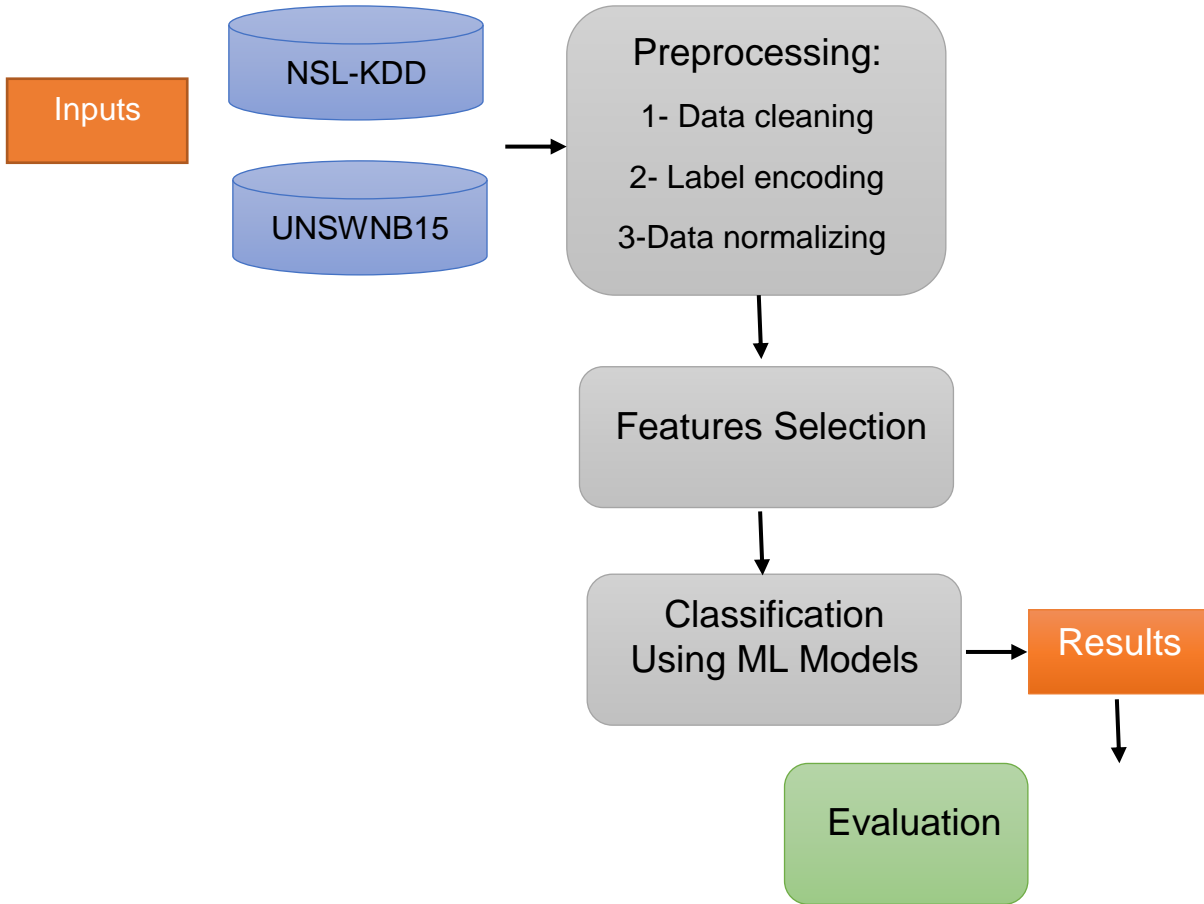 Inputs
NSL-KDD
UNSWNB15
Preprocessing:
1- Data cleaning
2- Label encoding
3-Data normalizing
Features Selection
Classification
Using ML Models
Results
Evaluation